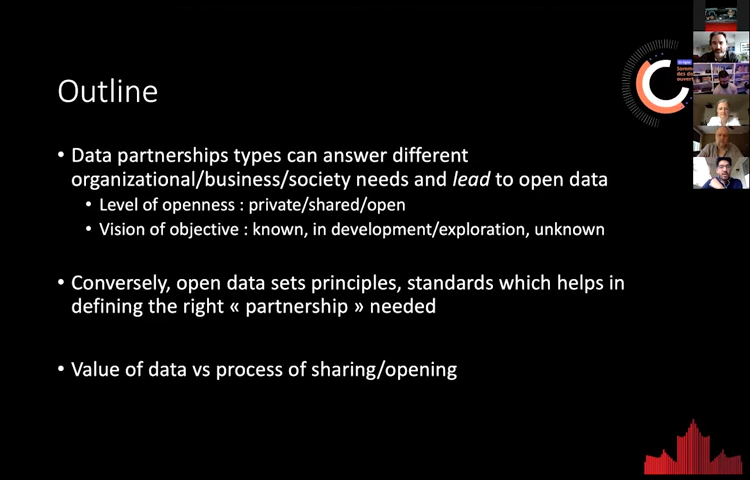 Outline
• Data partnerships types can answer different
organizational/business/society needs and lead to open data
• Level of openness : private/shared/open
• Vision of objective : known, in development/exploration, unknown
• Conversely, open data sets principles, standards which helps in
defining the right « partnership » needed
• Value of data vs process of sharing/opening